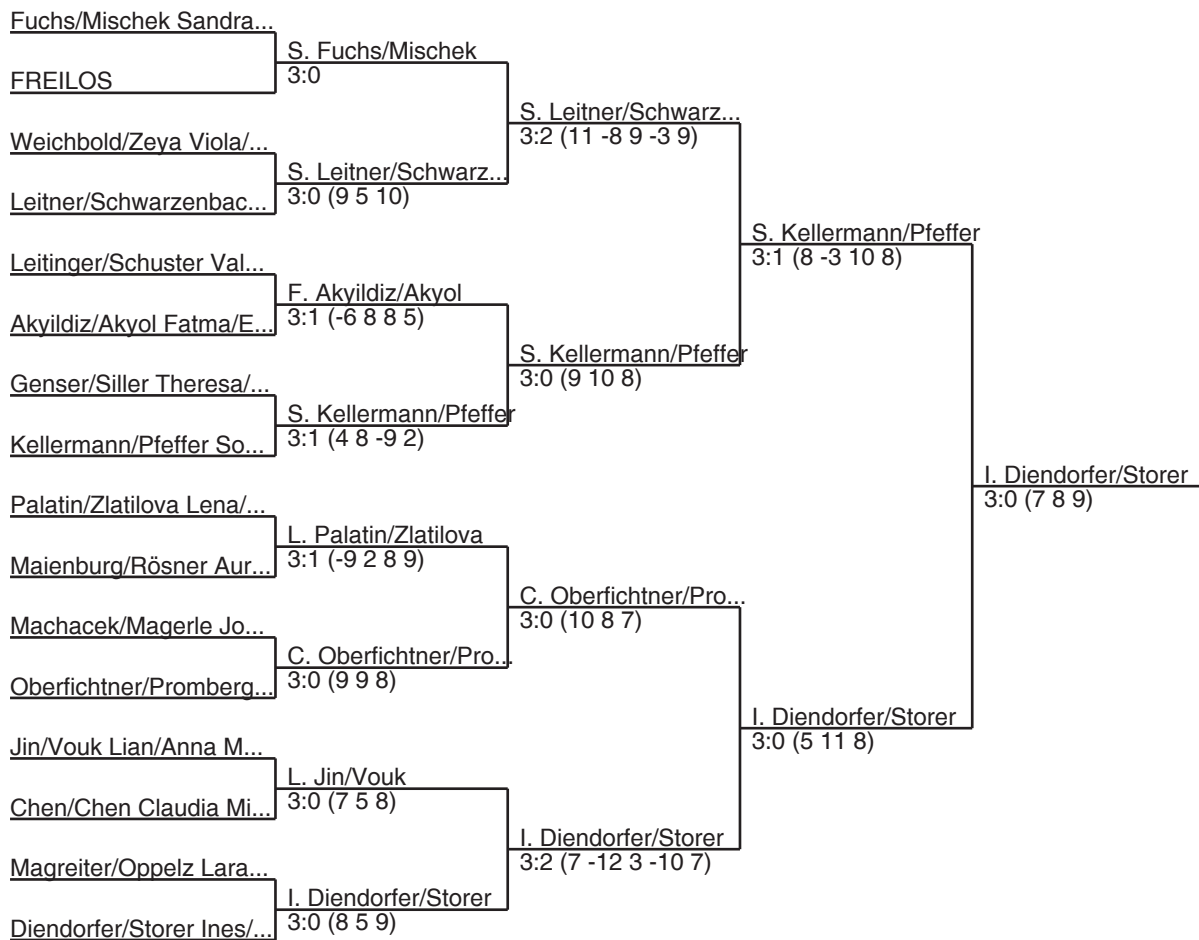 Fuchs/Mischek Sandra...
FREILOS
Weichbold/Zeya Viola/...
Leitner/Schwarzenbac...
Leitinger/Schuster Val...
Akyildiz/Akyol Fatma/E...
Genser/Siller Theresa/...
Kellermann/Pfeffer So...
Palatin/Zlatilova Lena/...
Maienburg/Rösner Aur...
Machacek/Magerle Jo...
Oberfichtner/Promberg...
Jin/Vouk Lian/Anna M...
Chen/Chen Claudia Mi...
Magreiter/Oppelz Lara...
Diendorfer/Storer Ines/...
S. Fuchs/Mischek
3:0
S. Leitner/Schwarz...
3:0 (9 5 10)
F. Akyildiz/Akyol
3:1 (-6 8 8 5)
S. Kellermann/Pfeffer
3:1 (4 8 -9 2)
L. Palatin/Zlatilova
3:1 (-9 2 8 9)
C. Oberfichtner/Pro...
3:0 (9 9 8)
L. Jin/Vouk
3:0 (7 5 8)
I. Diendorfer/Storer
3:0 (8 5 9)
S. Leitner/Schwarz...
3:2 (11 -8 9 -3 9)
S. Kellermann/Pfeffer
3:0 (9 10 8)
C. Oberfichtner/Pro...
3:0 (10 8 7)
I. Diendorfer/Storer
3:2 (7 -12 3 -10 7)
S. Kellermann/Pfeffer
3:1 (8 -3 10 8)
I. Diendorfer/Storer
3:0 (5 11 8)
I. Diendorfer/Storer
3:0 (7 8 9)